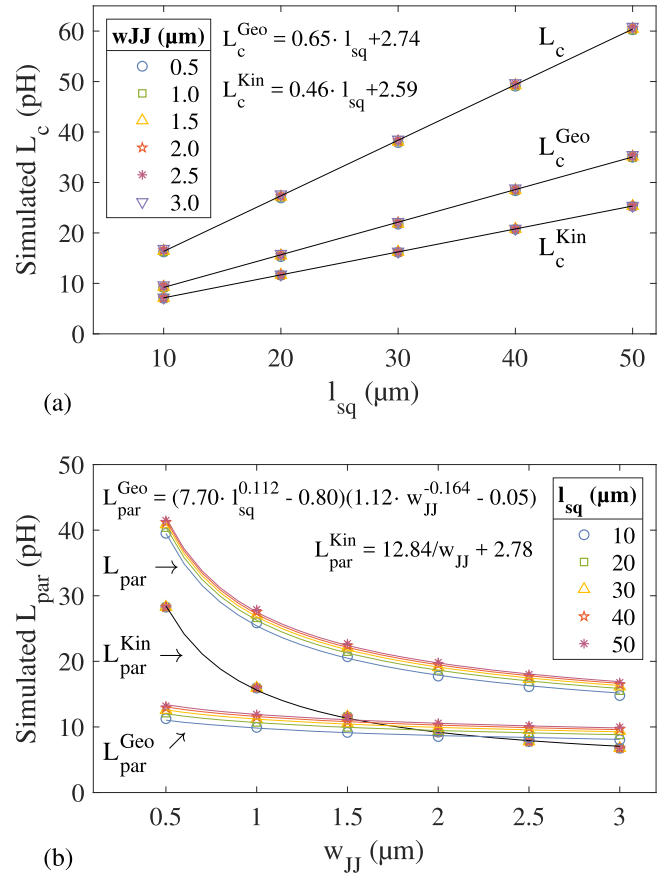 Simulated L_c (pH)
60
50
40
30
20
10
0
wJJ (µm)
0.5
1.0
1.5
2.0
2.5
3.0
L_c^Geo = 0.65· l_sq+2.74
L_c^Kin = 0.46· l_sq+2.59
L_c
L_c^Geo
L_c^Kin
10 20 30 40 50
l_sq (µm)
(a)
Simulated L_par (pH)
50
40
30
20
10
0
L_par^Geo = (7.70· l_sq^0.112 - 0.80)(1.12· w_JJ^-0.164 - 0.05)
L_par^Kin = 12.84/w_JJ + 2.78
l_sq (µm)
10
20
30
40
50
L_par
L_par^Kin
L_par^Geo
0.5 1 1.5 2 2.5 3
w_JJ (µm)
(b)